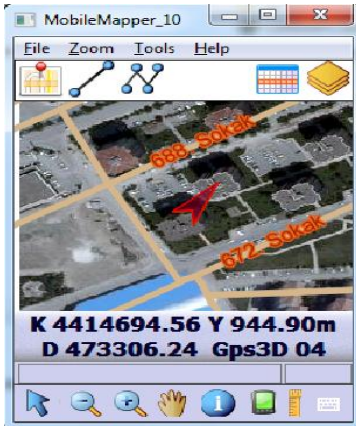 MobileMapper_10
File Zoom Tools Help
688 Sokak
672 Sokak
K 4414694.56 Y 944.90m
D 473306.24 Gps3D 04